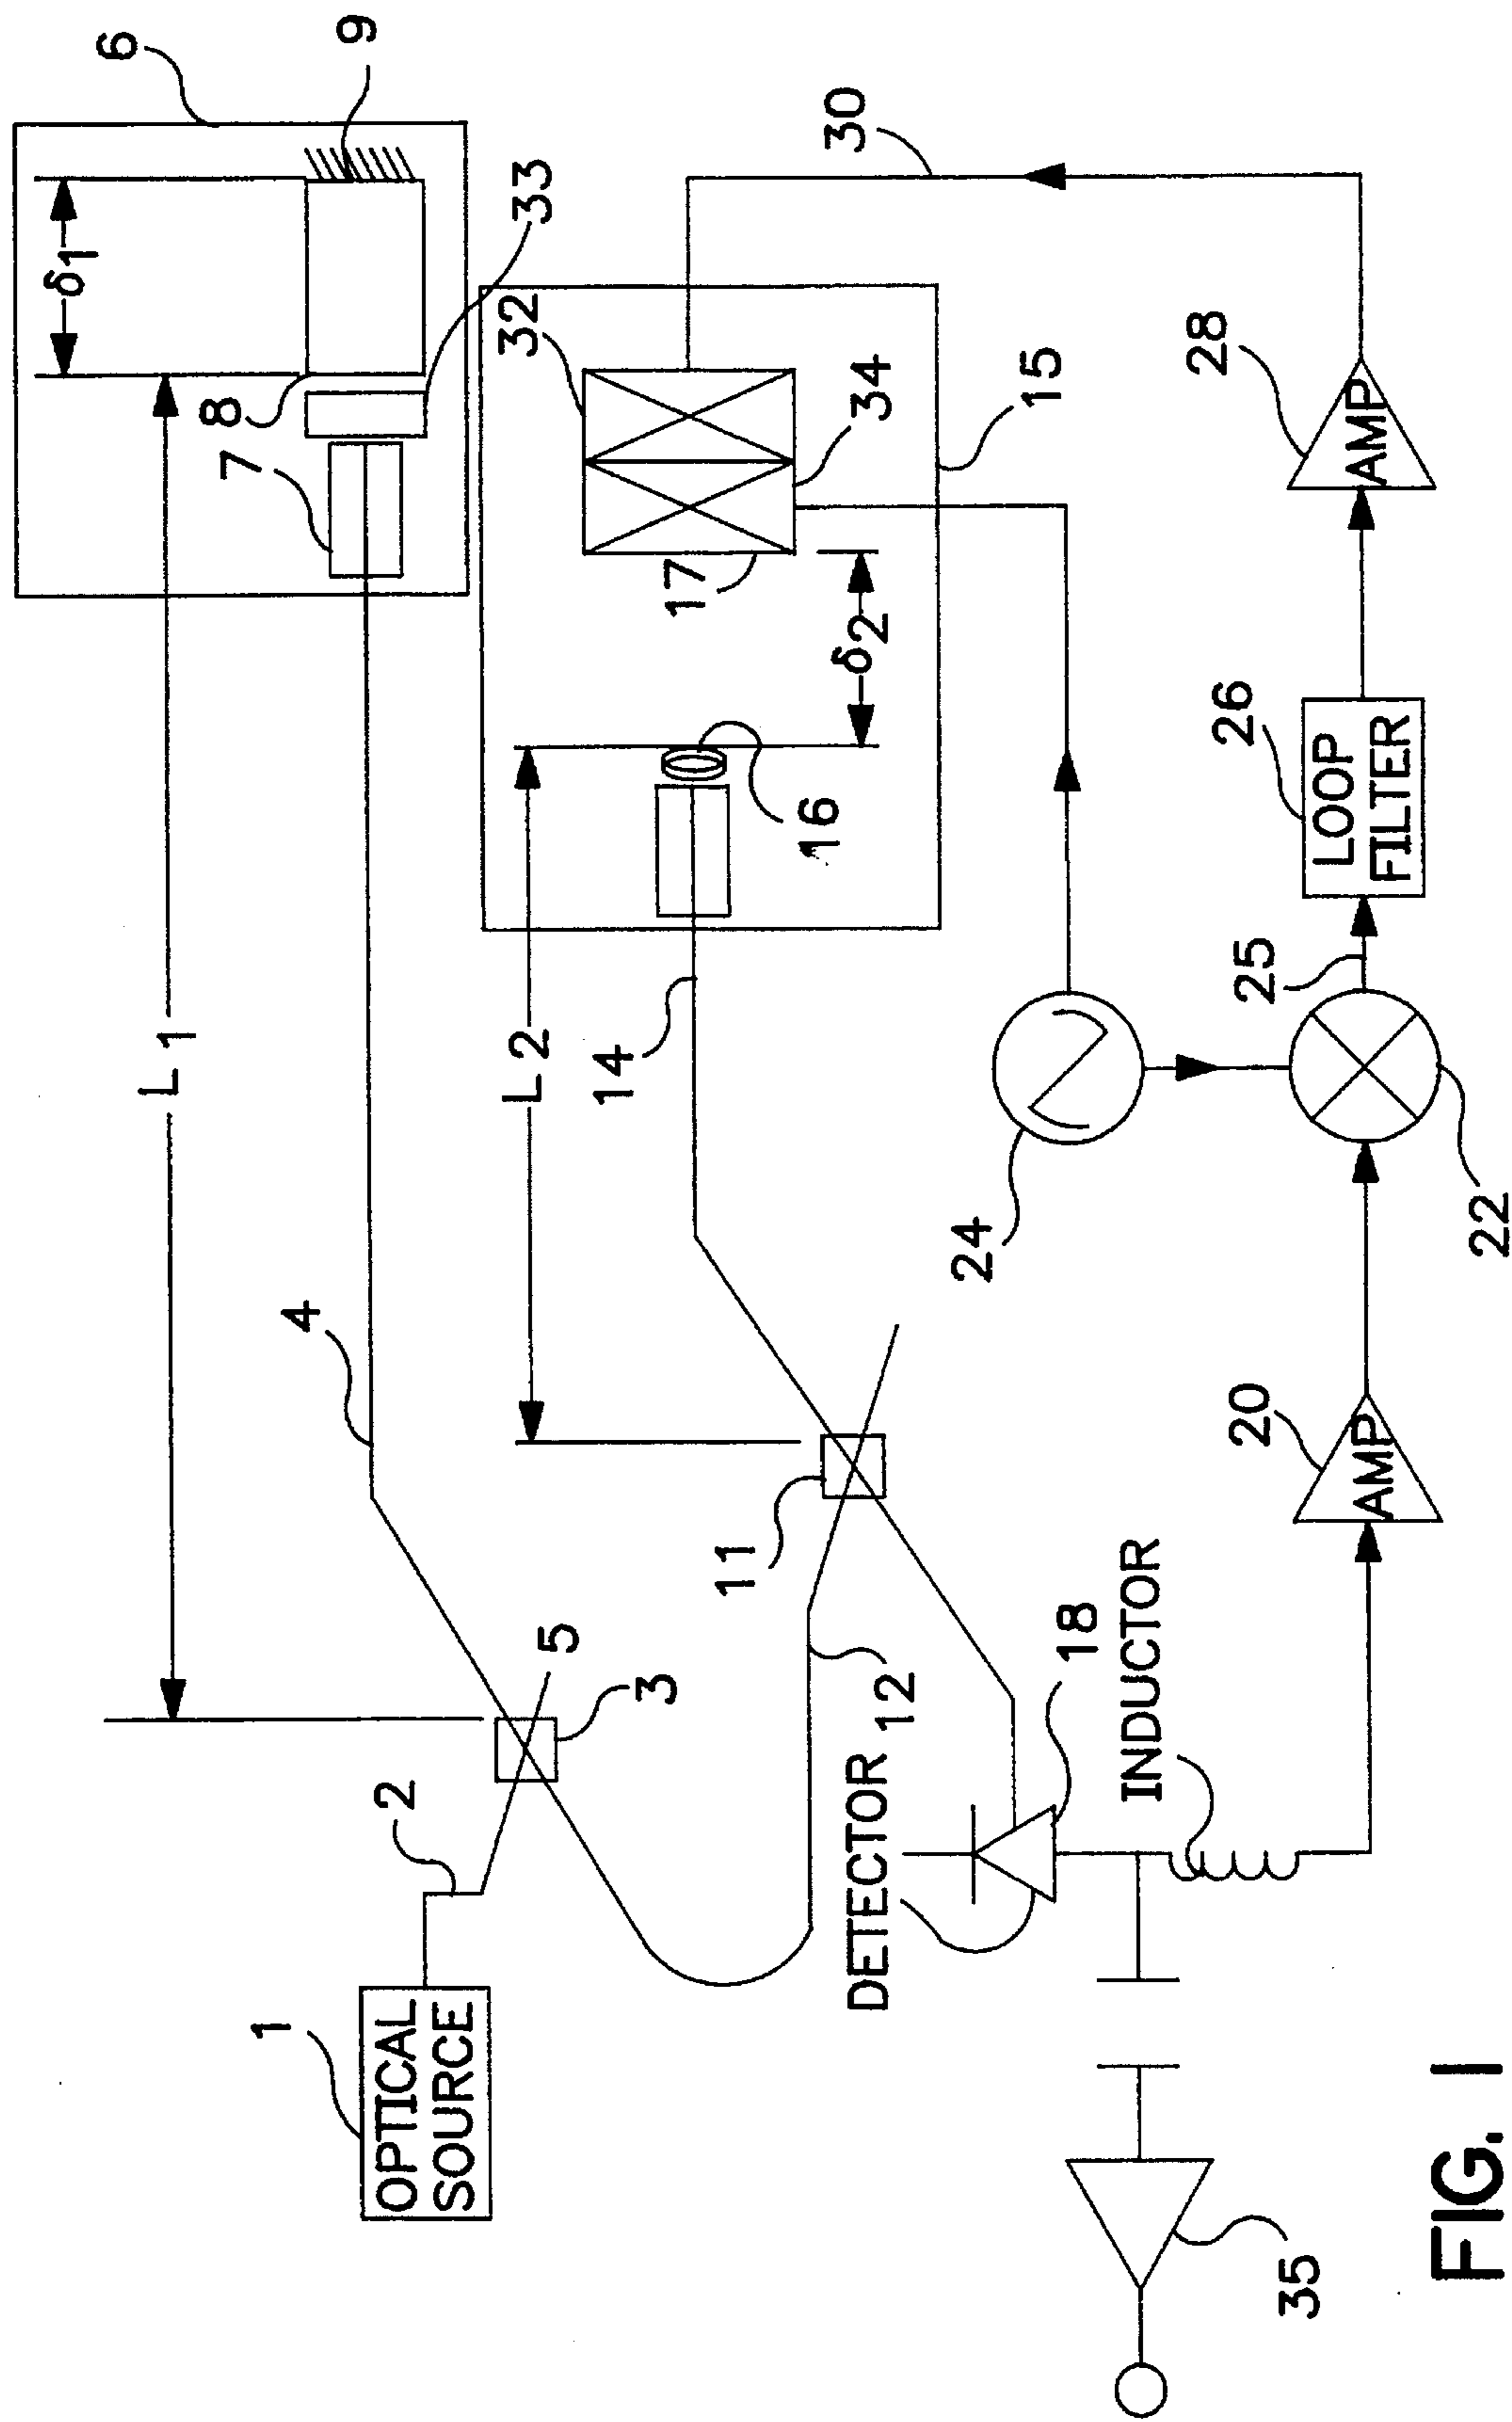 6
9
δ1
33
8
7
L1
4
30
32
34
15
17
δ2
16
L2
14
28
AMP
26
LOOP
FILTER
25
24
22
20
AMP
11
5
3
2
12
18
DETECTOR
INDUCTOR
1
OPTICAL
SOURCE
35
FIG. 1